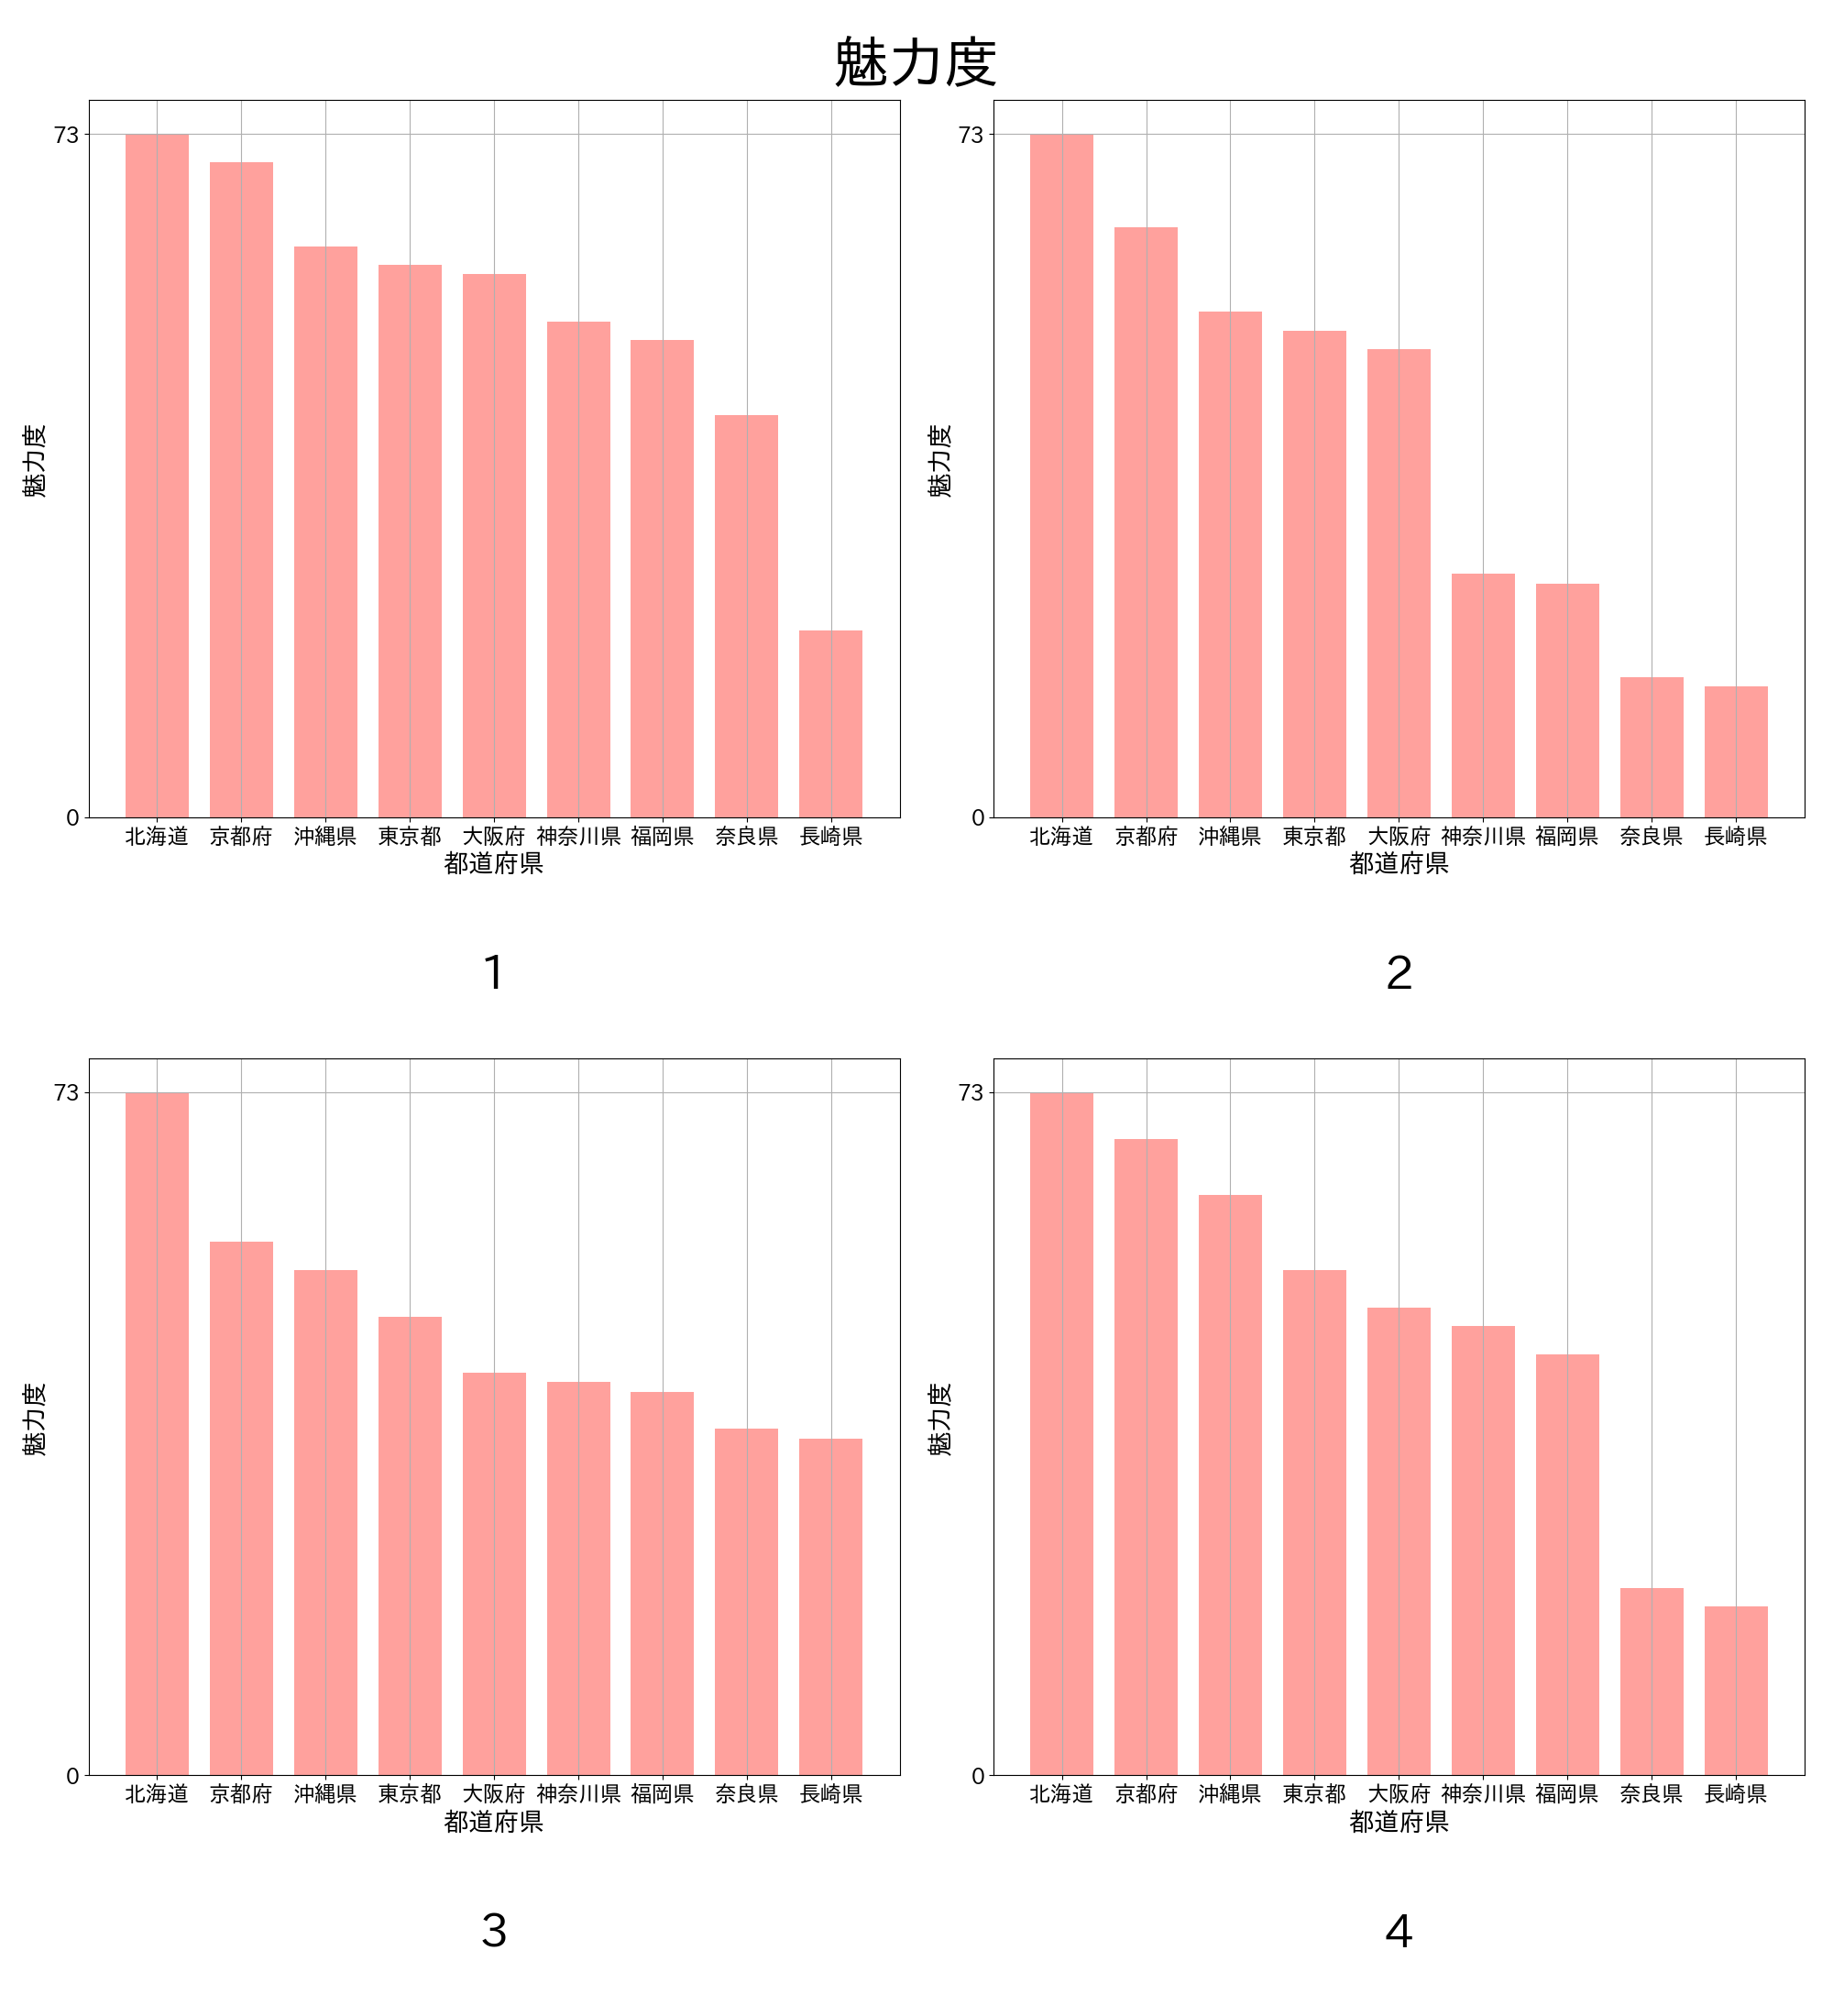 魅力度
73
0
魅力度
北海道 京都府 沖縄県 東京都 大阪府 神奈川県 福岡県 奈良県 長崎県
都道府県
1
73
0
魅力度
北海道 京都府 沖縄県 東京都 大阪府 神奈川県 福岡県 奈良県 長崎県
都道府県
2
73
0
魅力度
北海道 京都府 沖縄県 東京都 大阪府 神奈川県 福岡県 奈良県 長崎県
都道府県
3
73
0
魅力度
北海道 京都府 沖縄県 東京都 大阪府 神奈川県 福岡県 奈良県 長崎県
都道府県
4